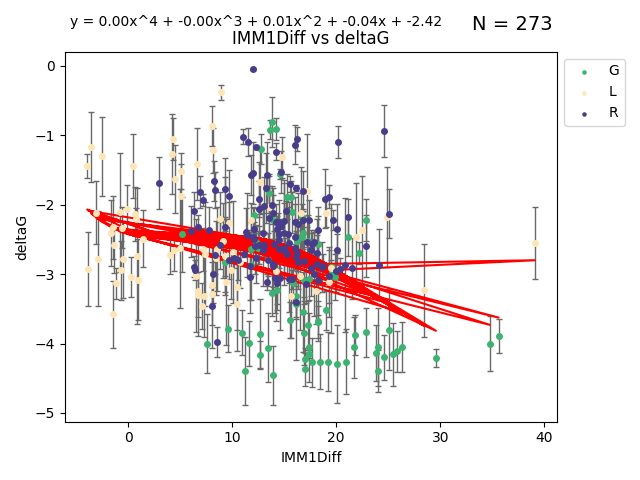 y = 0.00x^4 + -0.00x^3 + 0.01x^2 + -0.04x + -2.42
N = 273
IMM1Diff vs deltaG
G
L
R
0
−1
−2
−3
−4
−5
deltaG
0 10 20 30 40
IMM1Diff